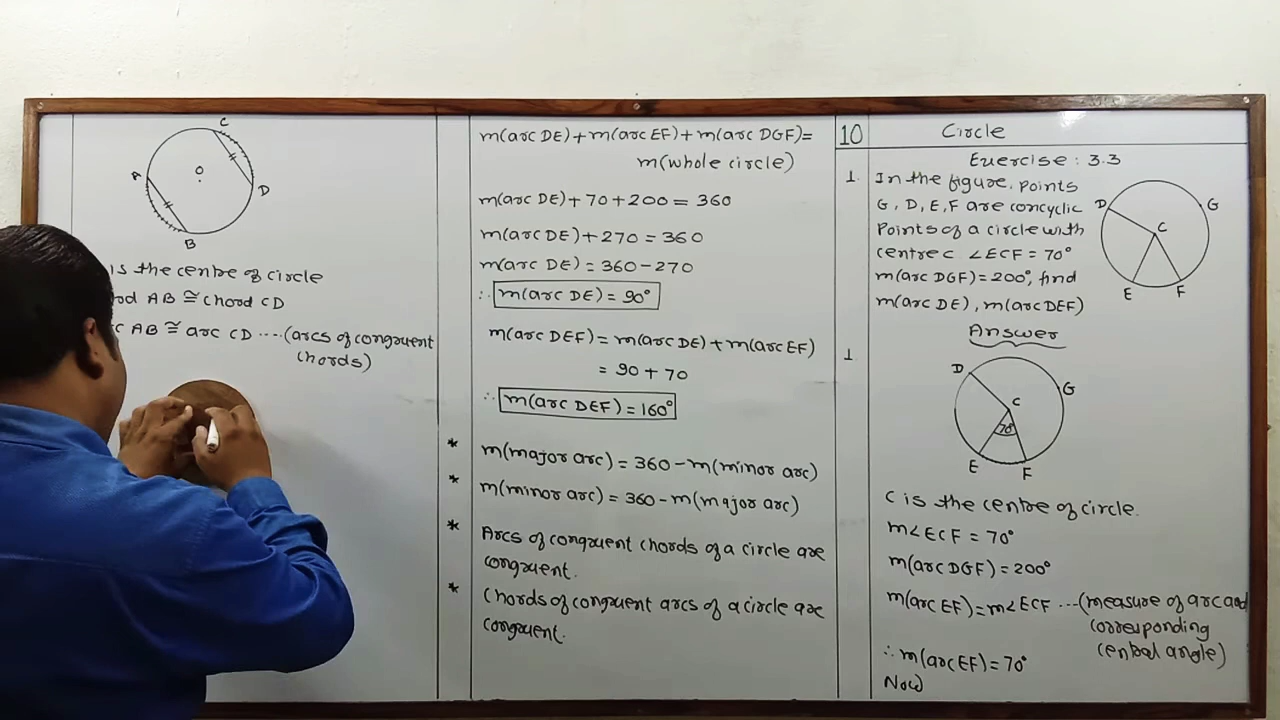 C
A
O
D
B
is the centre of circle
AB ≅ chord CD
AB ≅ arc CD ....(arcs of congruent
chords)
m(arc DE)+m(arc EF)+m(arc DGF)=
m(whole circle)
m(arc DE)+70+200=360
m(arc DE)+270=360
m(arc DE)=360-270
∴ m(arc DE)=90°
m(arc DEF)=m(arc DE)+m(arc EF)
=90+70
∴ m(arc DEF)=160°
* m(major arc)=360-m(minor arc)
* m(minor arc)=360-m(major arc)
* Arcs of congruent chords of a circle are
congruent.
* Chords of congruent arcs of a circle are
congruent.
10 Circle
Exercise: 3.3
1. In the figure, points
G, D, E, F are concyclic
Points of a circle with
centre C ∠ECF=70°
m(arc DGF)=200°, find
m(arc DE), m(arc DEF)
D
G
C
E
F
Answer
1
D
G
C
70°
E
F
C is the centre of circle.
m∠ECF=70°
m(arc DGF)=200°
m(arc EF)=m∠ECF ...(measure of arc and
corresponding
central angle)
∴ m(arc EF)=70°
Now